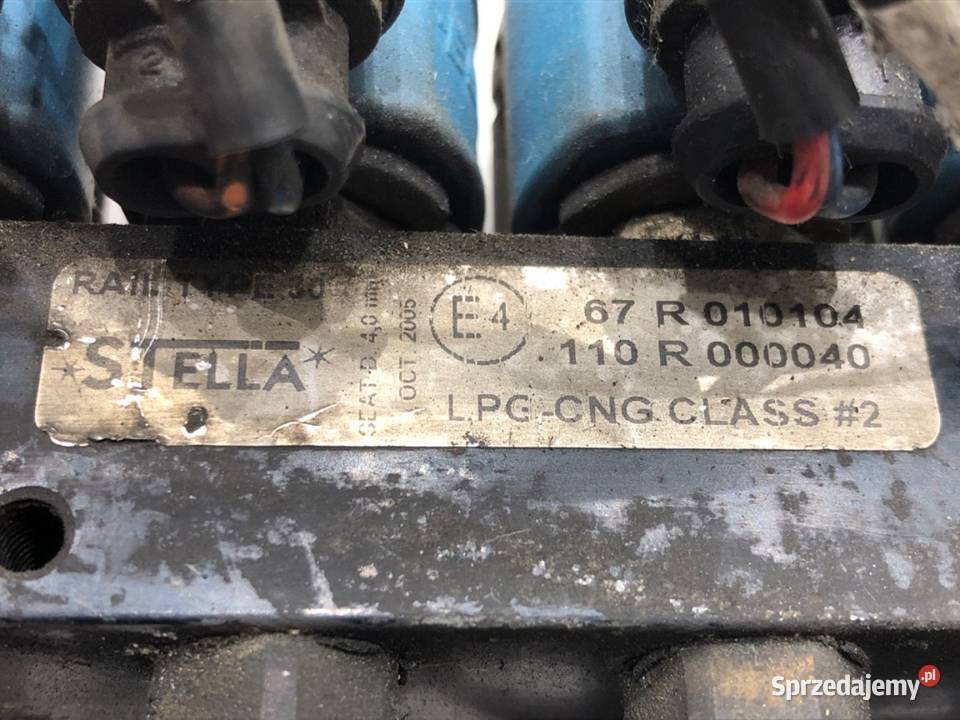 RAIL TYPE 30
*STELLA*
SEAT D. 4,0 mm
OCT 2005
E4
67 R 010104
110 R 000040
LPG-CNG CLASS #2
Sprzedajemy.pl